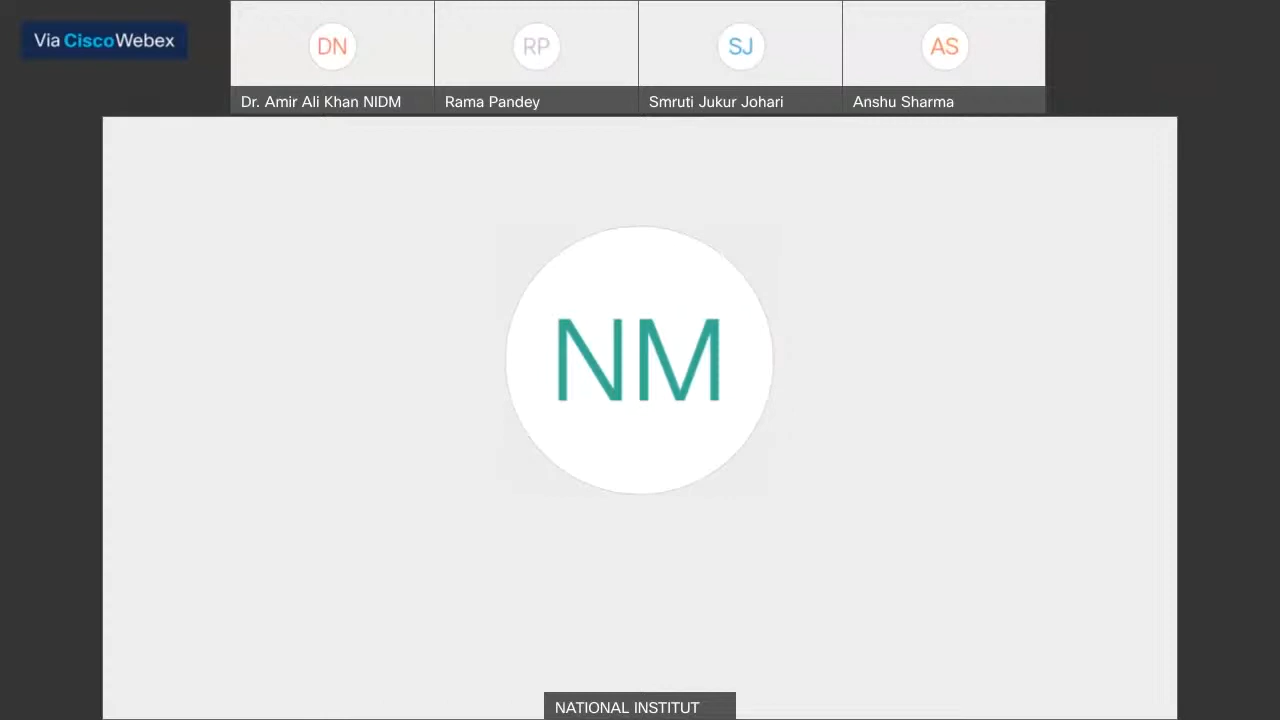 Via CiscoWebex
DN
RP
SJ
AS
Dr. Amir Ali Khan NIDM
Rama Pandey
Smruti Jukur Johari
Anshu Sharma
NM
NATIONAL INSTITUT